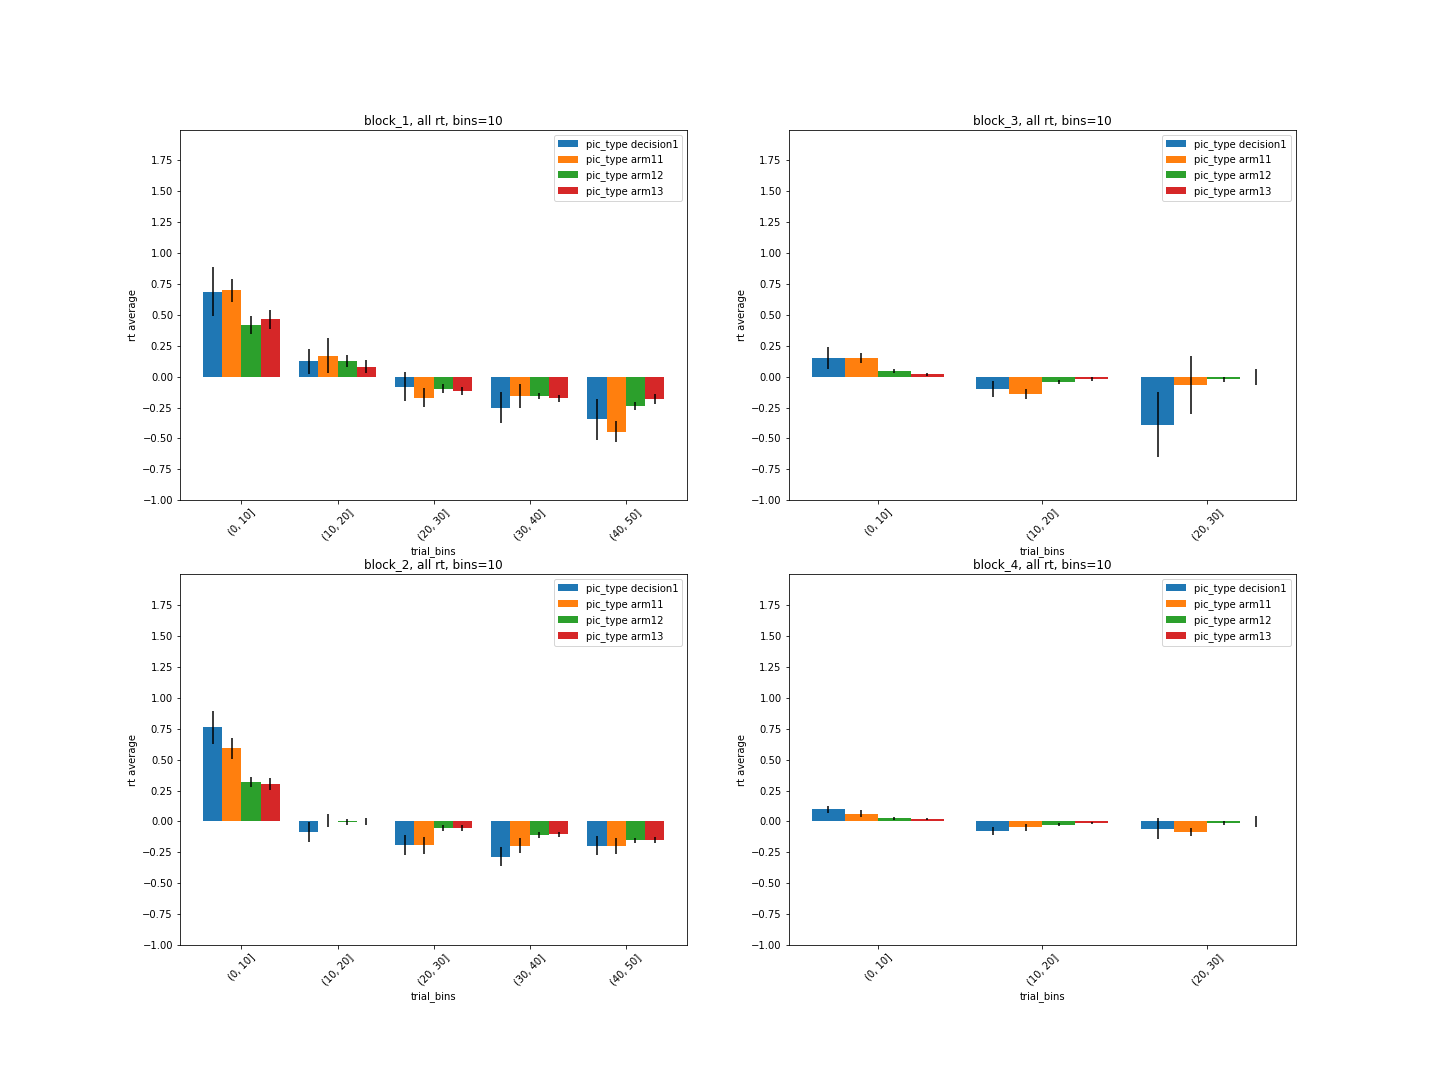 block_1, all rt, bins=10
pic_type decision1
pic_type arm11
pic_type arm12
pic_type arm13
1.75
1.50
1.25
1.00
0.75
0.50
0.25
0.00
−0.25
−0.50
−0.75
−1.00
rt average
(0, 10]
(10, 20]
(20, 30]
(30, 40]
(40, 50]
trial_bins
block_3, all rt, bins=10
pic_type decision1
pic_type arm11
pic_type arm12
pic_type arm13
1.75
1.50
1.25
1.00
0.75
0.50
0.25
0.00
−0.25
−0.50
−0.75
−1.00
rt average
(0, 10]
(10, 20]
(20, 30]
trial_bins
block_2, all rt, bins=10
pic_type decision1
pic_type arm11
pic_type arm12
pic_type arm13
1.75
1.50
1.25
1.00
0.75
0.50
0.25
0.00
−0.25
−0.50
−0.75
−1.00
rt average
(0, 10]
(10, 20]
(20, 30]
(30, 40]
(40, 50]
trial_bins
block_4, all rt, bins=10
pic_type decision1
pic_type arm11
pic_type arm12
pic_type arm13
1.75
1.50
1.25
1.00
0.75
0.50
0.25
0.00
−0.25
−0.50
−0.75
−1.00
rt average
(0, 10]
(10, 20]
(20, 30]
trial_bins